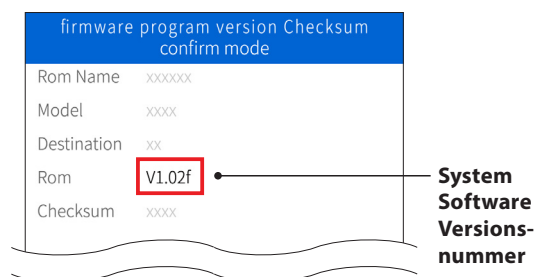 firmware program version Checksum
confirm mode
Rom Name xxxxxx
Model xxxx
Destination xx
Rom V1.02f
Checksum xxxx
System
Software
Versions-
nummer